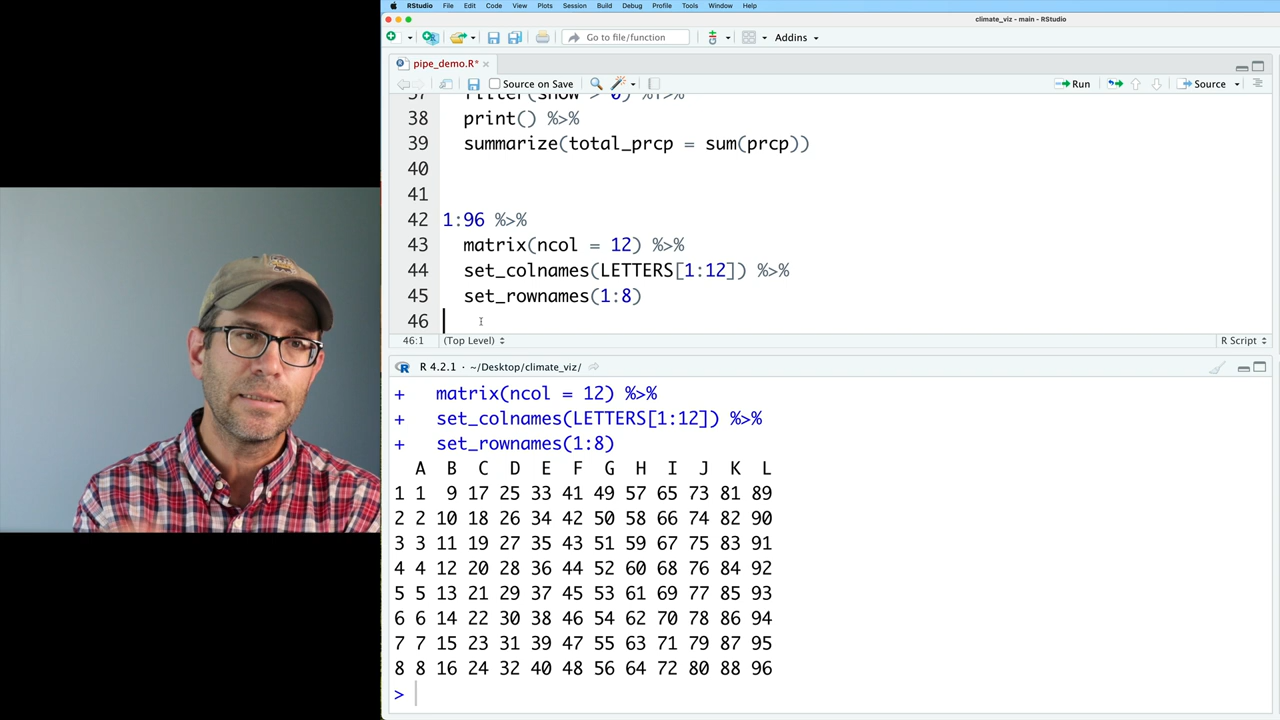 RStudio File Edit Code View Plots Session Build Debug Profile Tools Window Help
climate_viz - main - RStudio
Go to file/function Addins
pipe_demo.R*
Source on Save Run Source
37 filter(snow > 0) %T>%
38 print() %>%
39 summarize(total_prcp = sum(prcp))
40
41
42 1:96 %>%
43 matrix(ncol = 12) %>%
44 set_colnames(LETTERS[1:12]) %>%
45 set_rownames(1:8)
46
46:1 (Top Level) R Script
R 4.2.1 · ~/Desktop/climate_viz/
+ matrix(ncol = 12) %>%
+ set_colnames(LETTERS[1:12]) %>%
+ set_rownames(1:8)
A B C D E F G H I J K L
1 1 9 17 25 33 41 49 57 65 73 81 89
2 2 10 18 26 34 42 50 58 66 74 82 90
3 3 11 19 27 35 43 51 59 67 75 83 91
4 4 12 20 28 36 44 52 60 68 76 84 92
5 5 13 21 29 37 45 53 61 69 77 85 93
6 6 14 22 30 38 46 54 62 70 78 86 94
7 7 15 23 31 39 47 55 63 71 79 87 95
8 8 16 24 32 40 48 56 64 72 80 88 96
>